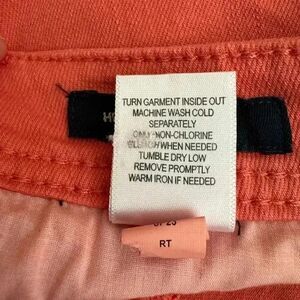 TURN GARMENT INSIDE OUT
MACHINE WASH COLD
SEPARATELY
ONLY NON-CHLORINE
WHEN NEEDED
TUMBLE DRY LOW
REMOVE PROMPTLY
WARM IRON IF NEEDED
RT